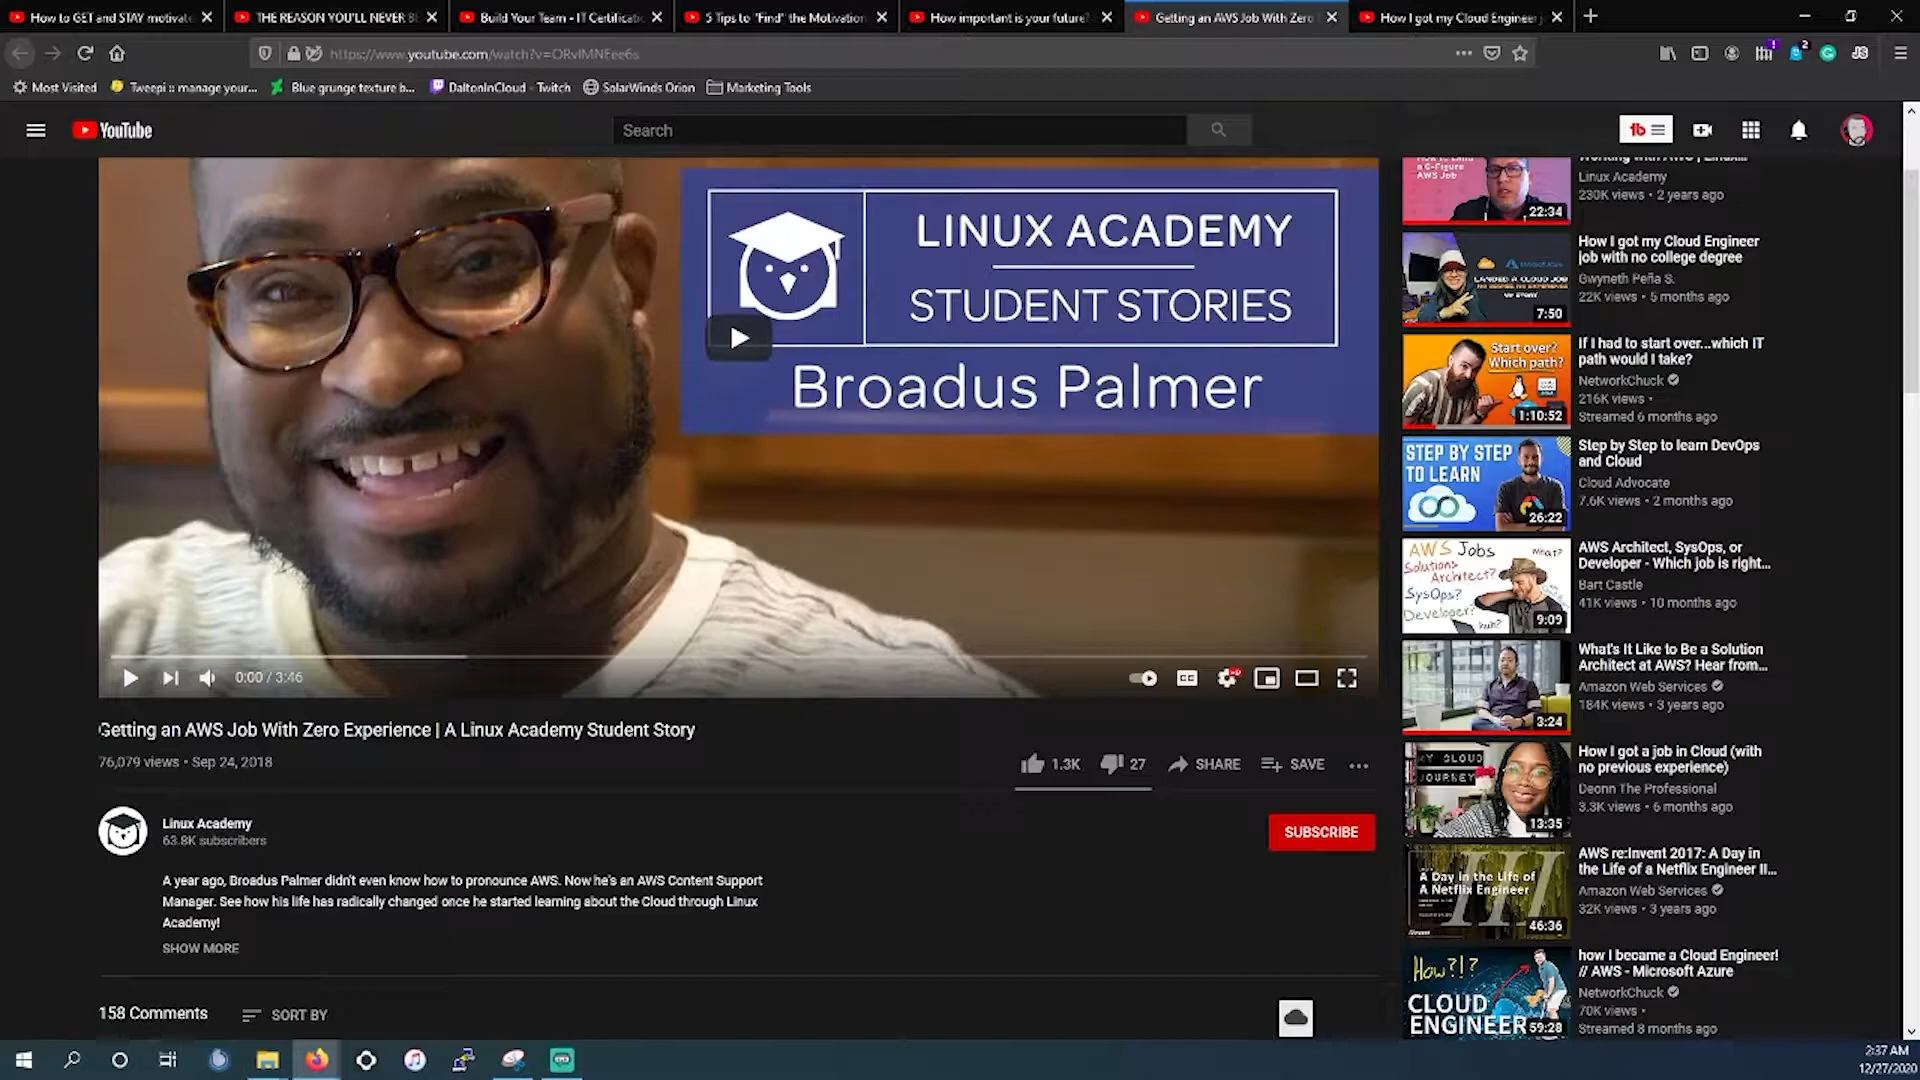 How to GET and STAY motivate
THE REASON YOU'LL NEVER B
Build Your Team - IT Certificatio
5 Tips to "Find" the Motivation
How important is your future?
Getting an AWS Job With Zero
How I got my Cloud Engineer j
https://www.youtube.com/watch?v=ORvlMNEee6s
Most Visited
Tweepi :: manage your...
Blue grunge texture b...
DaltonInCloud - Twitch
SolarWinds Orion
Marketing Tools
YouTube
Search
LINUX ACADEMY
STUDENT STORIES
Broadus Palmer
0:00 / 3:46
Getting an AWS Job With Zero Experience | A Linux Academy Student Story
76,079 views • Sep 24, 2018
1.3K
27
SHARE
SAVE
Linux Academy
63.8K subscribers
SUBSCRIBE
A year ago, Broadus Palmer didn't even know how to pronounce AWS. Now he's an AWS Content Support
Manager. See how his life has radically changed once he started learning about the Cloud through Linux
Academy!
SHOW MORE
158 Comments
SORT BY
a 6-Figure
AWS Job
22:34
Working with AWS | Linux...
Linux Academy
230K views • 2 years ago
7:50
How I got my Cloud Engineer
job with no college degree
Gwyneth Peña S.
22K views • 5 months ago
Start over?
Which path?
1:10:52
If I had to start over...which IT
path would I take?
NetworkChuck
216K views •
Streamed 6 months ago
STEP BY STEP
TO LEARN
26:22
Step by Step to learn DevOps
and Cloud
Cloud Advocate
7.6K views • 2 months ago
AWS Jobs
what?
Solutions
Architect?
SysOps?
Developer?
huh?
9:09
AWS Architect, SysOps, or
Developer - Which job is right...
Bart Castle
41K views • 10 months ago
3:24
What's It Like to Be a Solution
Architect at AWS? Hear from...
Amazon Web Services
184K views • 3 years ago
MY CLOUD
JOURNEY
13:35
How I got a job in Cloud (with
no previous experience)
Deonn The Professional
3.3K views • 6 months ago
A Day in the Life of
A Netflix Engineer
III
46:36
AWS re:Invent 2017: A Day in
the Life of a Netflix Engineer II...
Amazon Web Services
32K views • 3 years ago
How?!?
CLOUD
ENGINEER
59:28
how I became a Cloud Engineer!
// AWS - Microsoft Azure
NetworkChuck
70K views •
Streamed 8 months ago
2:37 AM
12/27/2020